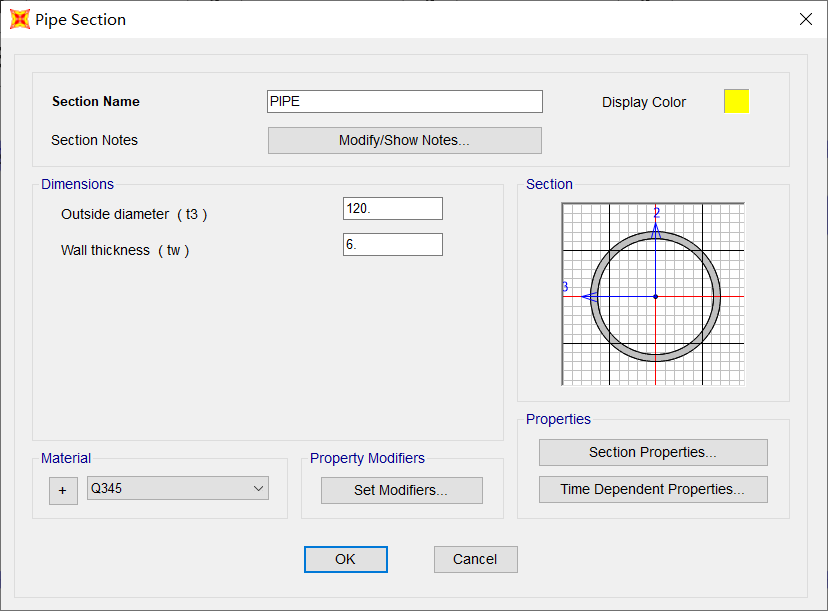 Pipe Section
Section Name PIPE Display Color
Section Notes Modify/Show Notes...
Dimensions
Outside diameter ( t3 ) 120.
Wall thickness ( tw ) 6.
Section
2
3
Properties
Section Properties...
Time Dependent Properties...
Material
+ Q345
Property Modifiers
Set Modifiers...
OK Cancel